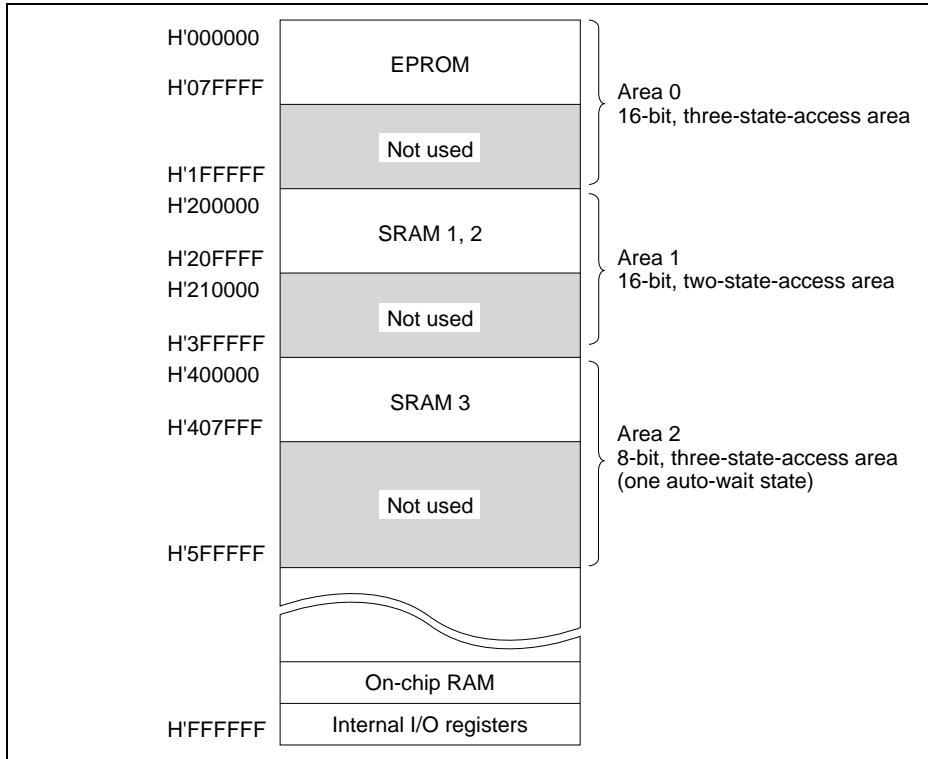 H'000000
EPROM
H'07FFFF
Area 0
16-bit, three-state-access area
Not used
H'1FFFFF
H'200000
SRAM 1, 2
H'20FFFF
Area 1
16-bit, two-state-access area
H'210000
Not used
H'3FFFFF
H'400000
SRAM 3
H'407FFF
Area 2
8-bit, three-state-access area
(one auto-wait state)
Not used
H'5FFFFF
On-chip RAM
H'FFFFFF
Internal I/O registers